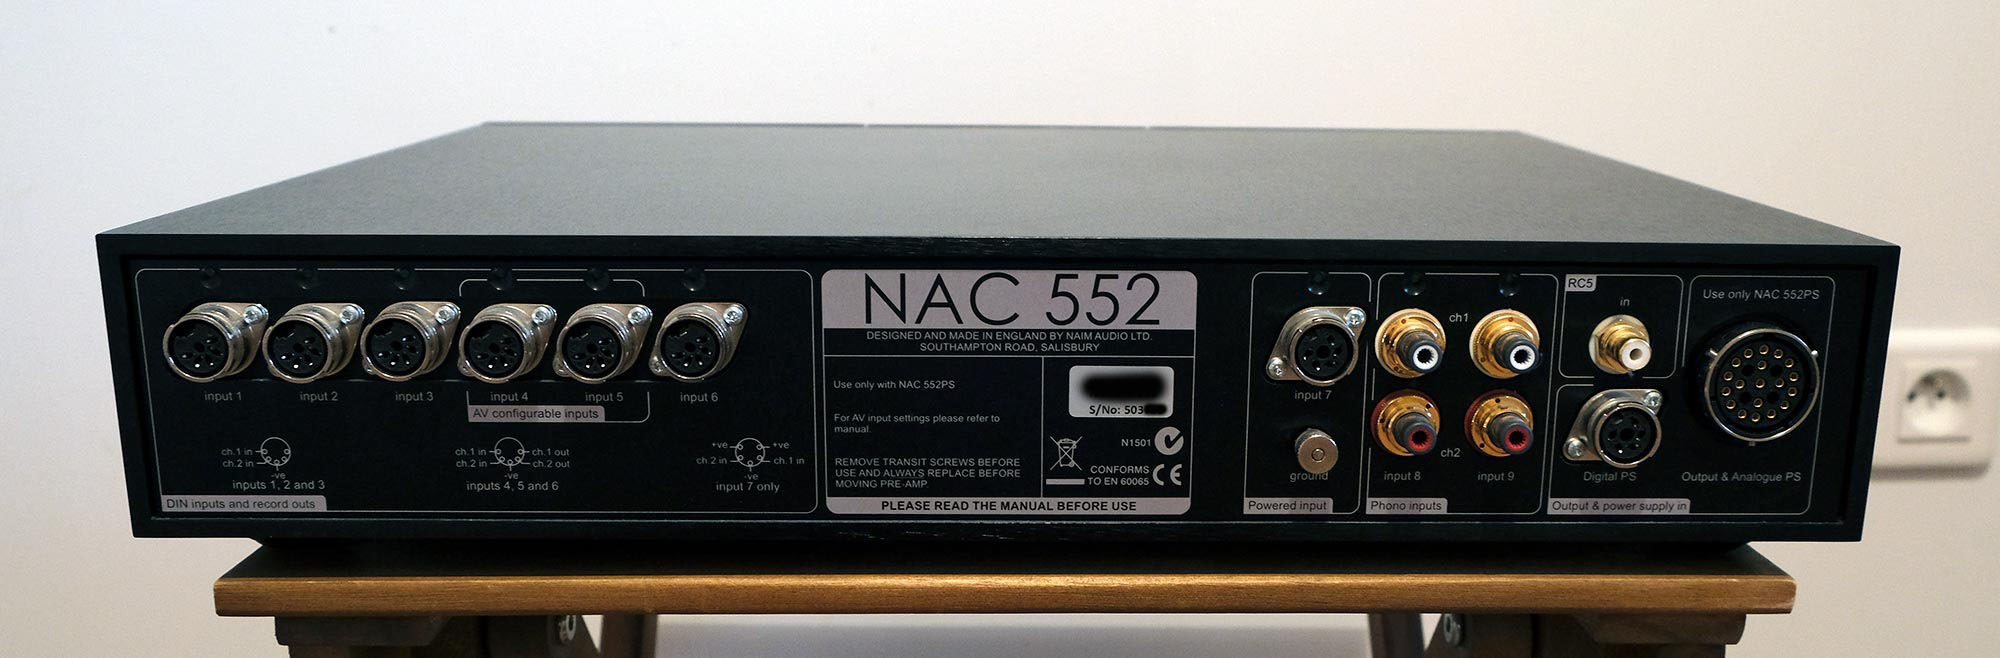 input 1
input 2
input 3
input 4
input 5
input 6
AV configurable inputs
ch.1 in
ch.2 in
-ve
inputs 1, 2 and 3
ch.1 in
ch.1 out
ch.2 in
ch.2 out
-ve
inputs 4, 5 and 6
+ve
+ve
ch.2 in
ch.1 in
-ve
input 7 only
DIN inputs and record outs
NAC 552
DESIGNED AND MADE IN ENGLAND BY NAIM AUDIO LTD.
SOUTHAMPTON ROAD, SALISBURY
Use only with NAC 552PS
For AV input settings please refer to
manual.
REMOVE TRANSIT SCREWS BEFORE
USE AND ALWAYS REPLACE BEFORE
MOVING PRE-AMP.
S/No: 503
N1501
CONFORMS
TO EN 60065
CE
PLEASE READ THE MANUAL BEFORE USE
input 7
ground
Powered input
ch1
ch2
input 8
input 9
Phono inputs
RC5
in
Digital PS
Use only NAC 552PS
Output & Analogue PS
Output & power supply in